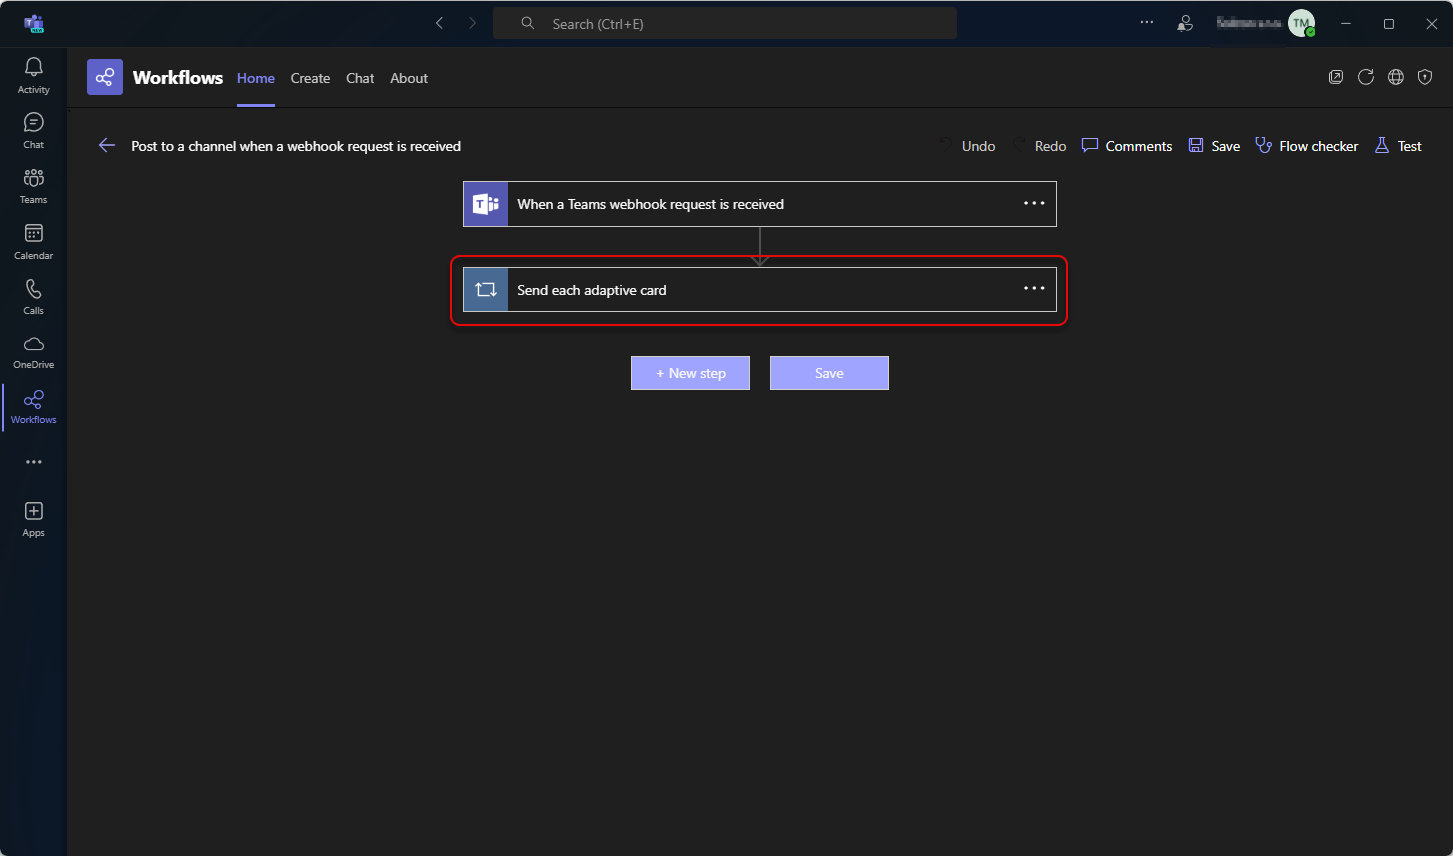 NEW
Search (Ctrl+E)
TM
Activity
Chat
Teams
Calendar
Calls
OneDrive
Workflows
Apps
Workflows Home Create Chat About
Post to a channel when a webhook request is received
Undo Redo Comments Save Flow checker Test
T When a Teams webhook request is received
Send each adaptive card
+ New step Save